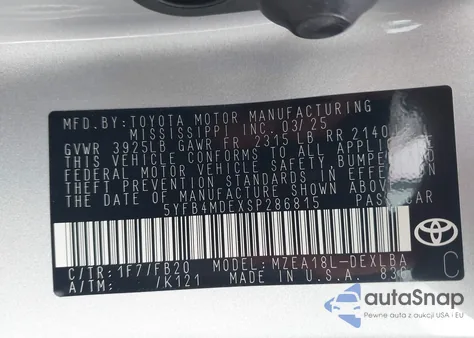 MFD.BY: TOYOTA MOTOR MANUFACTURING
MISSISSIPPI INC. 03/25
GVWR 3925LB GAWR FR 2315 LB RR 2140
THIS VEHICLE CONFORMS TO ALL APPLICABLE
FEDERAL MOTOR VEHICLE SAFETY, BUMPER, AND
THEFT PREVENTION STANDARDS IN EFFECT ON
THE DATE OF MANUFACTURE SHOWN ABOVE.
5YFB4MDEXSP286815 PASS. CAR
C/TR: 1F7/FB20 MODEL: MZEA18L-DEXLBA
A/TM: /K121 MADE IN U.S.A. 836
TOYOTA
C
autoSnap
Pewne auta z aukcji USA i EU